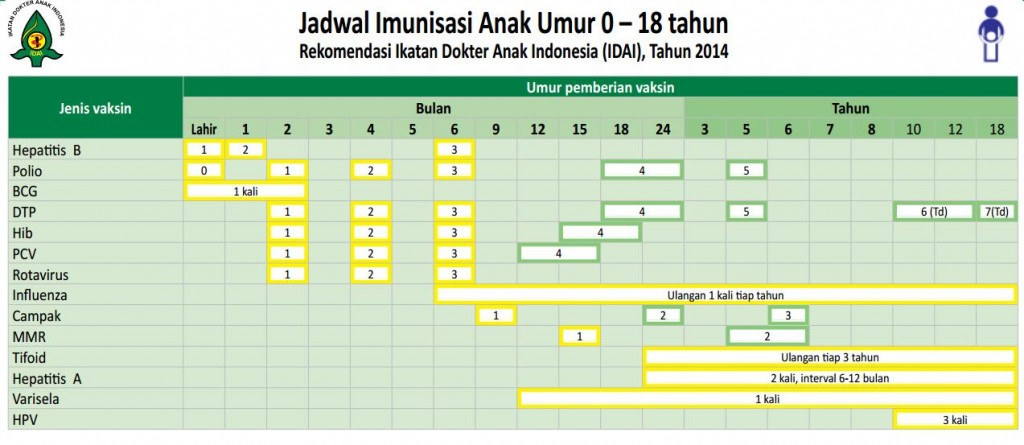 IKATAN DOKTER ANAK INDONESIA
IDAI
Jadwal Imunisasi Anak Umur 0 – 18 tahun
Rekomendasi Ikatan Dokter Anak Indonesia (IDAI), Tahun 2014
Jenis vaksin
Umur pemberian vaksin
Bulan Tahun
Lahir 1 2 3 4 5 6 9 12 15 18 24 3 5 6 7 8 10 12 18
Hepatitis B 1 2 3
Polio 0 1 2 3 4 5
BCG 1 kali
DTP 1 2 3 4 5 6 (Td) 7(Td)
Hib 1 2 3 4
PCV 1 2 3 4
Rotavirus 1 2 3
Influenza Ulangan 1 kali tiap tahun
Campak 1 2 3
MMR 1 2
Tifoid Ulangan tiap 3 tahun
Hepatitis A 2 kali, interval 6-12 bulan
Varisela 1 kali
HPV 3 kali